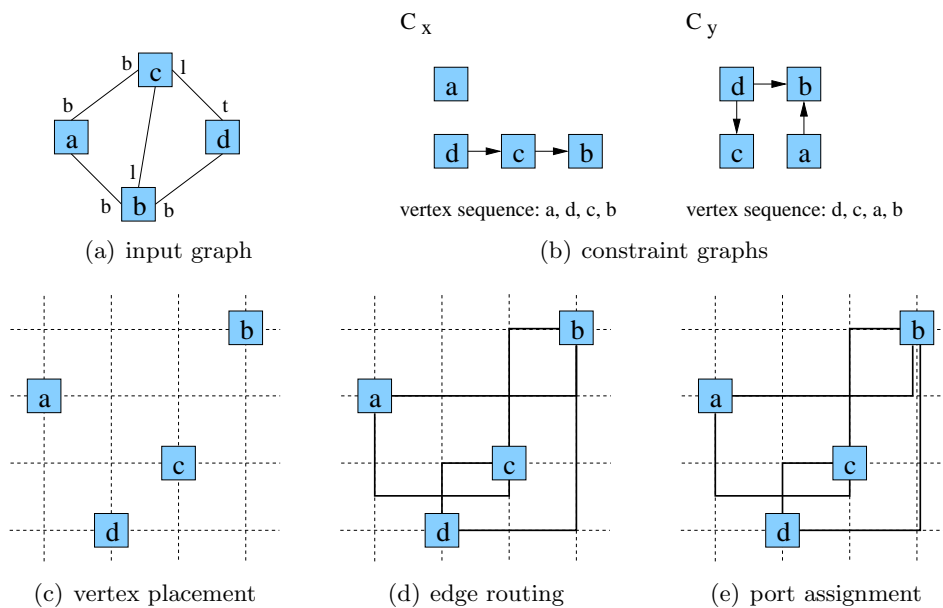 C x
C y
b
c
l
b
t
a
d
l
b
b
b
a
d
c
b
d
b
c
a
vertex sequence: a, d, c, b
vertex sequence: d, c, a, b
(a) input graph
(b) constraint graphs
b
a
c
d
b
a
c
d
b
a
c
d
(c) vertex placement
(d) edge routing
(e) port assignment